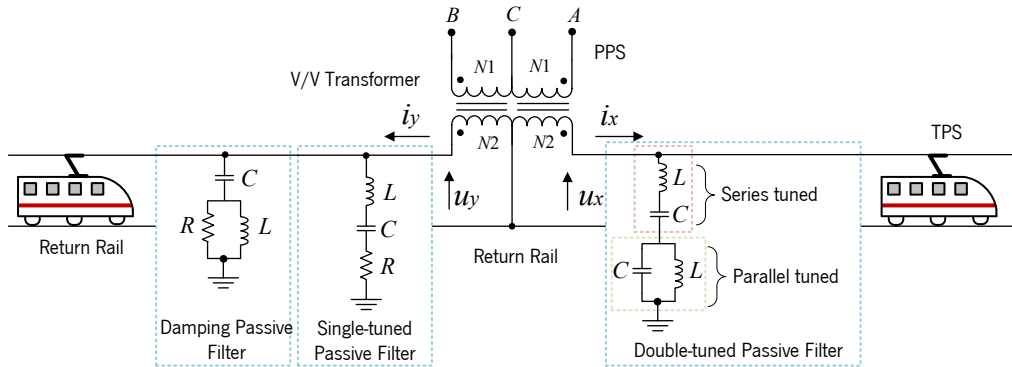 B
C
A
V/V Transformer
N1
N1
PPS
N2
N2
iy
ix
TPS
C
R
L
L
C
R
uy
ux
L
C
Series tuned
C
L
Parallel tuned
Return Rail
Return Rail
Damping Passive
Filter
Single-tuned
Passive Filter
Double-tuned Passive Filter